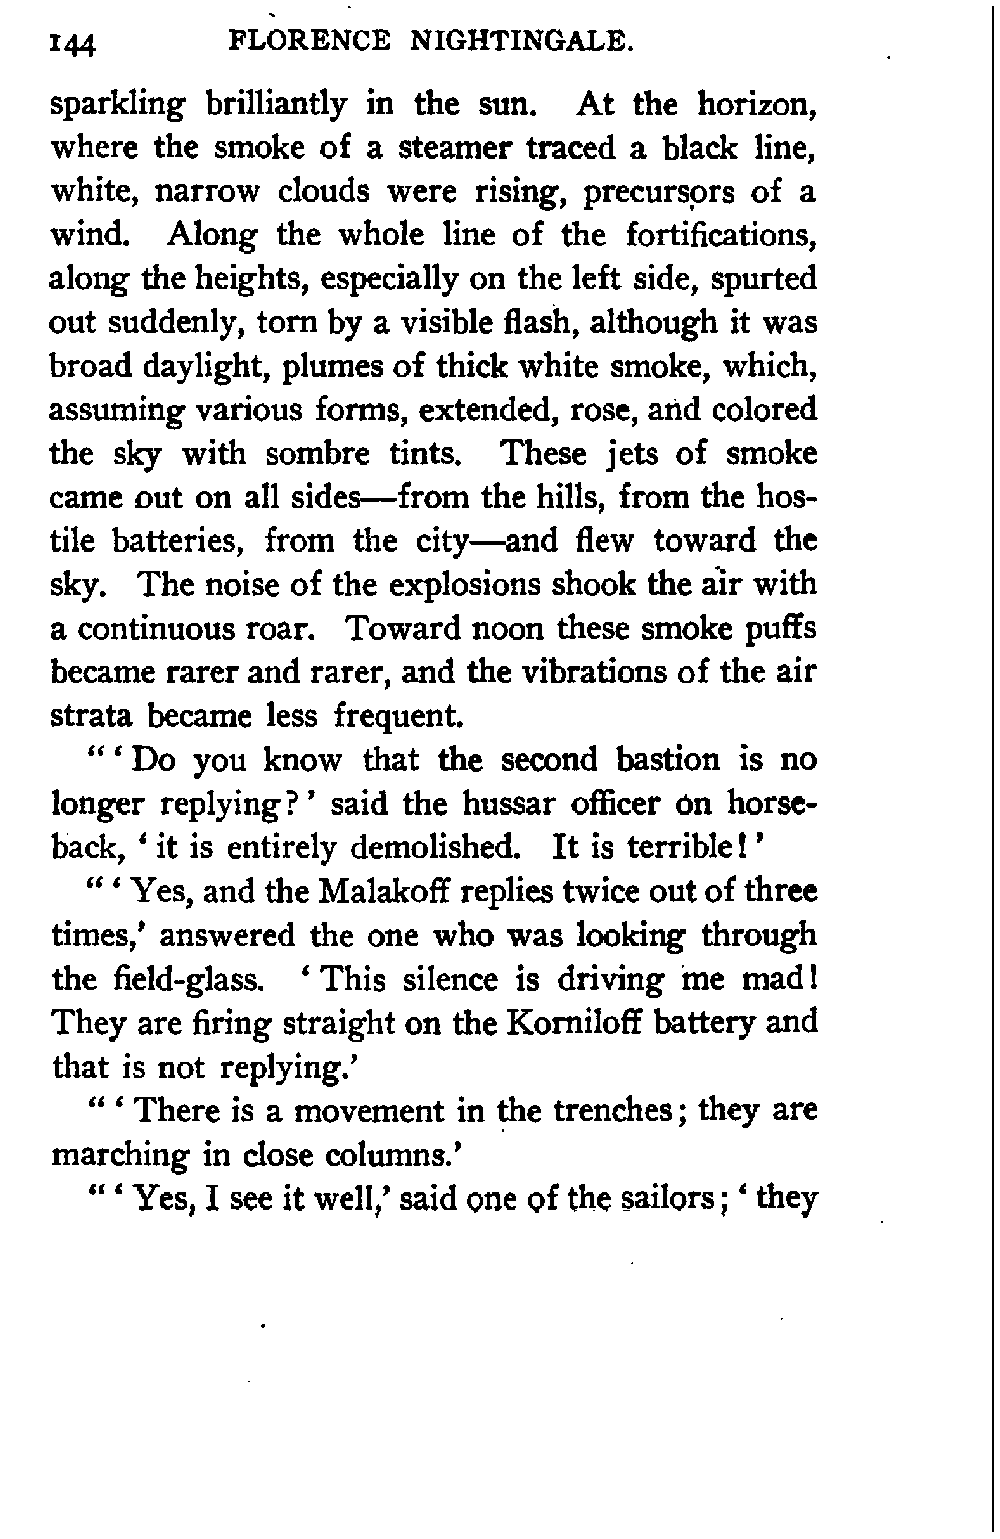 144 FLORENCE NIGHTINGALE.
sparkling brilliantly in the sun. At the horizon,
where the smoke of a steamer traced a black line,
white, narrow clouds were rising, precursors of a
wind. Along the whole line of the fortifications,
along the heights, especially on the left side, spurted
out suddenly, torn by a visible flash, although it was
broad daylight, plumes of thick white smoke, which,
assuming various forms, extended, rose, and colored
the sky with sombre tints. These jets of smoke
came out on all sides—from the hills, from the hos-
tile batteries, from the city—and flew toward the
sky. The noise of the explosions shook the air with
a continuous roar. Toward noon these smoke puffs
became rarer and rarer, and the vibrations of the air
strata became less frequent.
“‘Do you know that the second bastion is no
longer replying?’ said the hussar officer on horse-
back, ‘it is entirely demolished. It is terrible!’
“‘Yes, and the Malakoff replies twice out of three
times,’ answered the one who was looking through
the field-glass. ‘This silence is driving me mad!
They are firing straight on the Korniloff battery and
that is not replying.’
“‘There is a movement in the trenches; they are
marching in close columns.’
“‘Yes, I see it well,’ said one of the sailors; ‘they